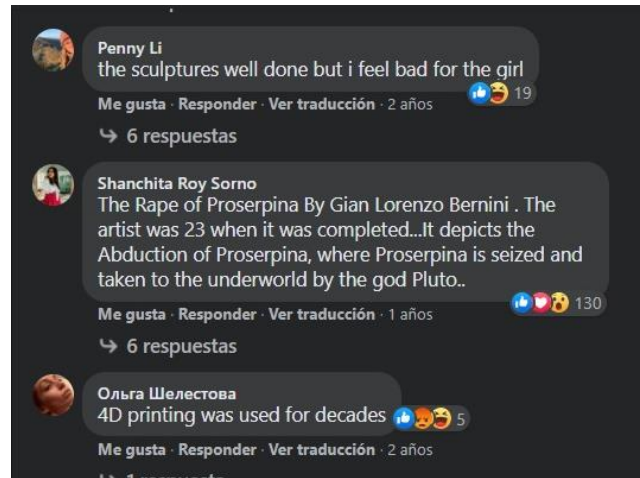 Penny Li
the sculptures well done but i feel bad for the girl
19
Me gusta · Responder · Ver traducción · 2 años
6 respuestas
Shanchita Roy Sorno
The Rape of Proserpina By Gian Lorenzo Bernini . The
artist was 23 when it was completed...It depicts the
Abduction of Proserpina, where Proserpina is seized and
taken to the underworld by the god Pluto..
130
Me gusta · Responder · Ver traducción · 1 años
6 respuestas
Ольга Шелестова
4D printing was used for decades 5
Me gusta · Responder · Ver traducción · 2 años